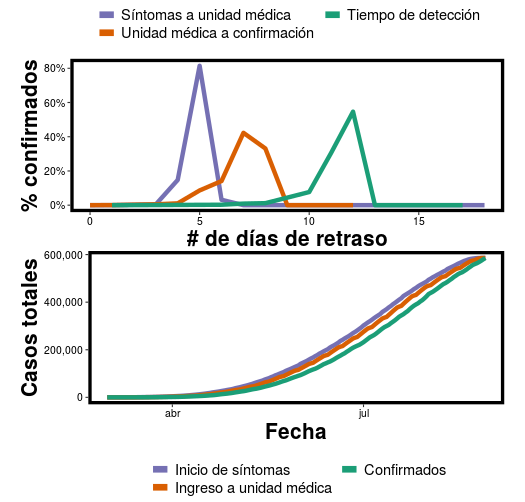 Síntomas a unidad médica
Tiempo de detección
Unidad médica a confirmación
% confirmados
80%
60%
40%
20%
0%
0
5
10
15
# de días de retraso
Casos totales
600,000
400,000
200,000
0
abr
jul
Fecha
Inicio de síntomas
Confirmados
Ingreso a unidad médica